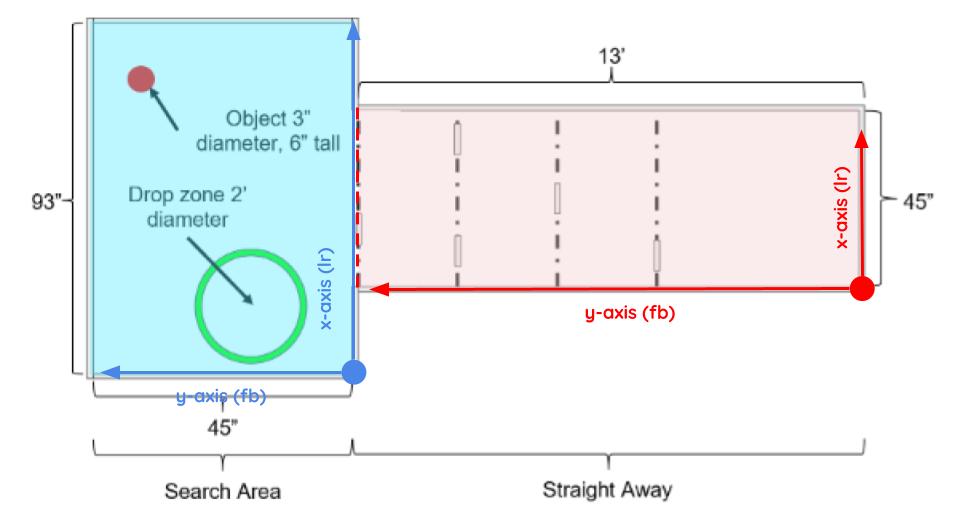 13'
Object 3"
diameter, 6" tall
Drop zone 2'
diameter
93"
45"
x-axis (lr)
x-axis (lr)
y-axis (fb)
y-axis (fb)
45"
Search Area
Straight Away